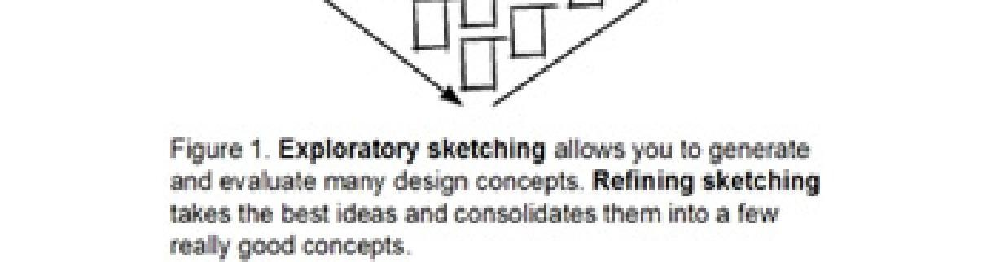 Figure 1. Exploratory sketching allows you to generate
and evaluate many design concepts. Refining sketching
takes the best ideas and consolidates them into a few
really good concepts.